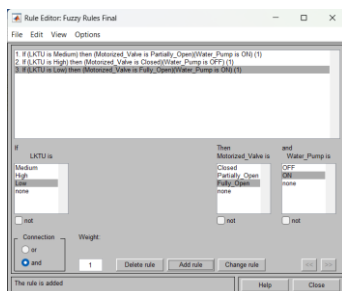 Rule Editor: Fuzzy Rules Final
File Edit View Options
1. If (LKTU is Medium) then (Motorized_Valve is Partially_Open)(Water_Pump is ON) (1)
2. If (LKTU is High) then (Motorized_Valve is Closed)(Water_Pump is OFF) (1)
3. If (LKTU is Low) then (Motorized_Valve is Fully_Open)(Water_Pump is ON) (1)
If
LKTU is
Medium
High
Low
none
not
Then
Motorized_Valve is
Closed
Partially_Open
Fully_Open
none
not
and
Water_Pump is
OFF
ON
none
not
Connection
or
and
Weight:
1
Delete rule
Add rule
Change rule
<<
>>
The rule is added
Help
Close